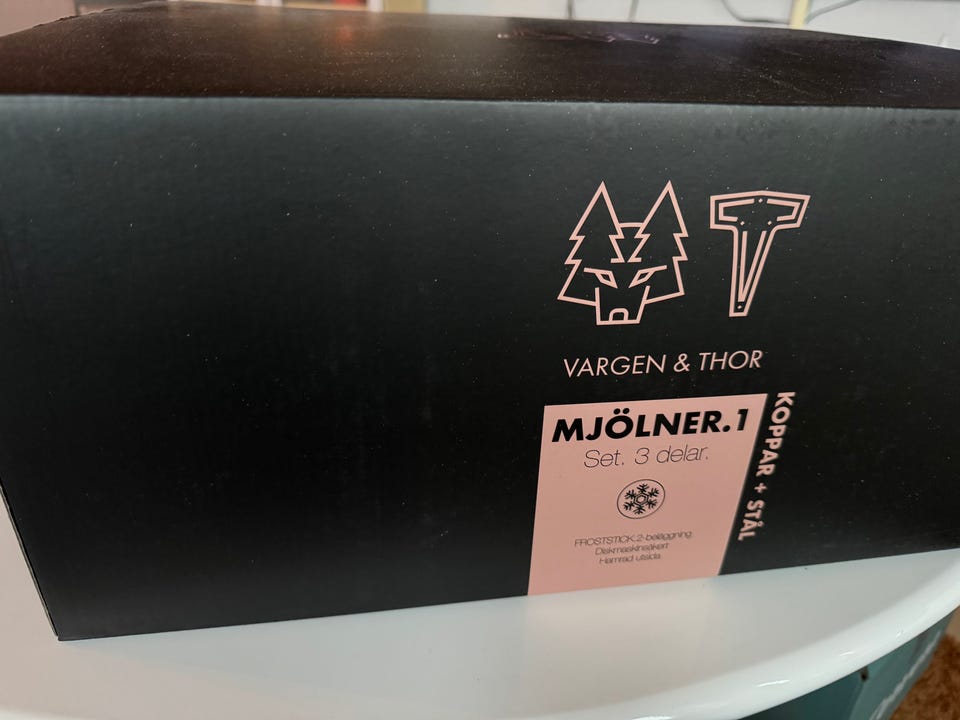 VARGEN & THOR
MJÖLNER.1
Set. 3 delar.
FROSTSTICK.2-beläggning
Diskmaskinsäkert
Hamrad utsida
KOPPAR + STÅL